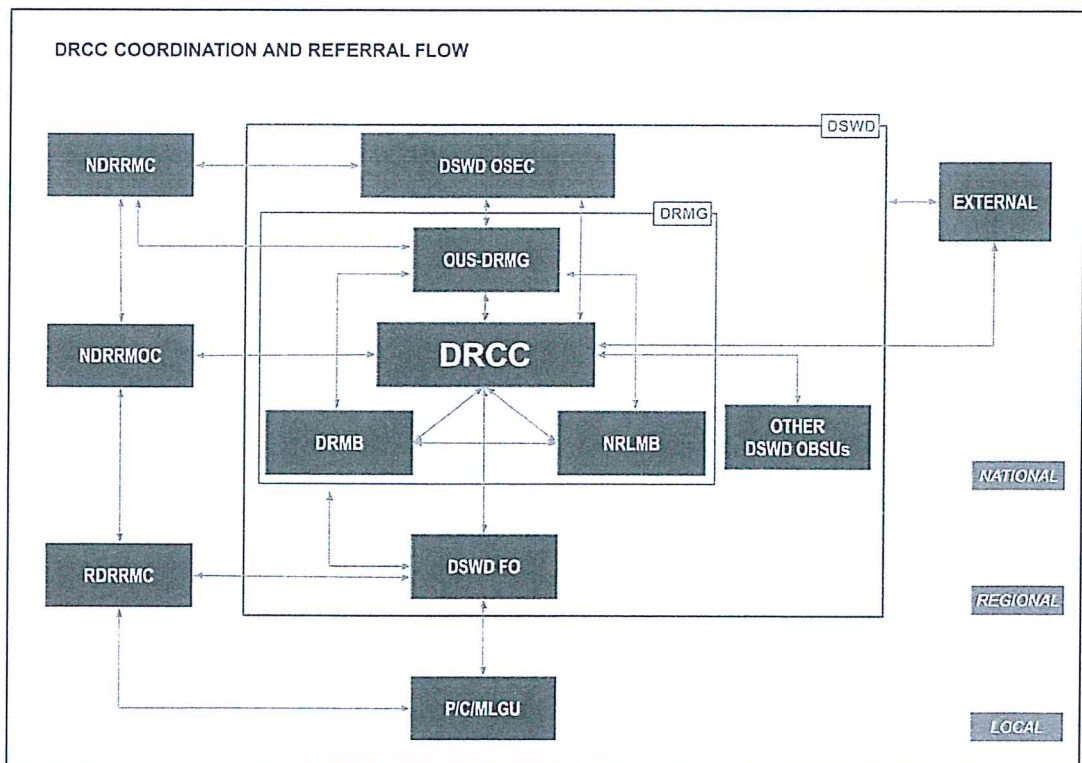 DRCC COORDINATION AND REFERRAL FLOW
DSWD
NDRRMC
DSWD OSEC
EXTERNAL
DRMG
OUS-DRMG
NDRRMOC
DRCC
DRMB
NRLMB
OTHER
DSWD OBSUs
NATIONAL
DSWD FO
RDRRMC
REGIONAL
P/C/MLGU
LOCAL